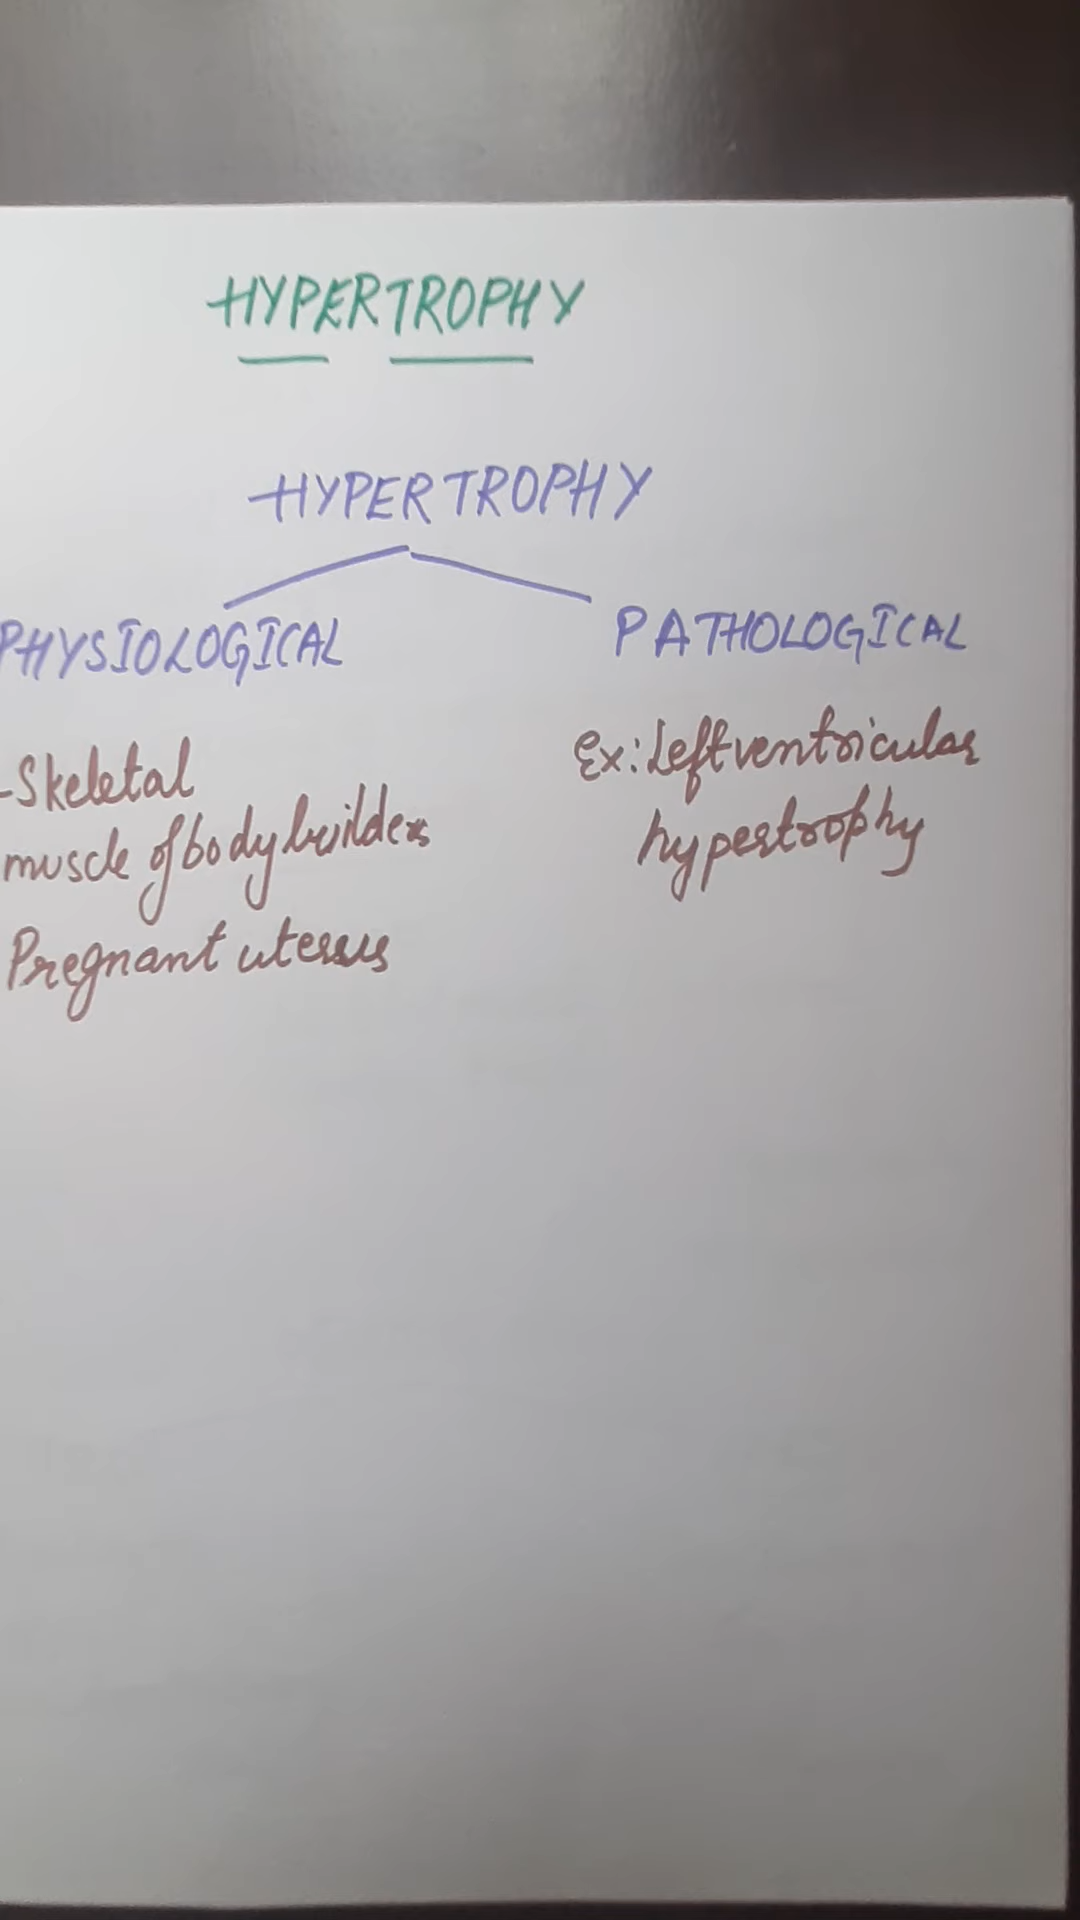 HYPERTROPHY
HYPERTROPHY
PHYSIOLOGICAL
PATHOLOGICAL
-Skeletal
muscle of bodybuilders
Pregnant uterus
Ex: Left ventricular
hypertrophy